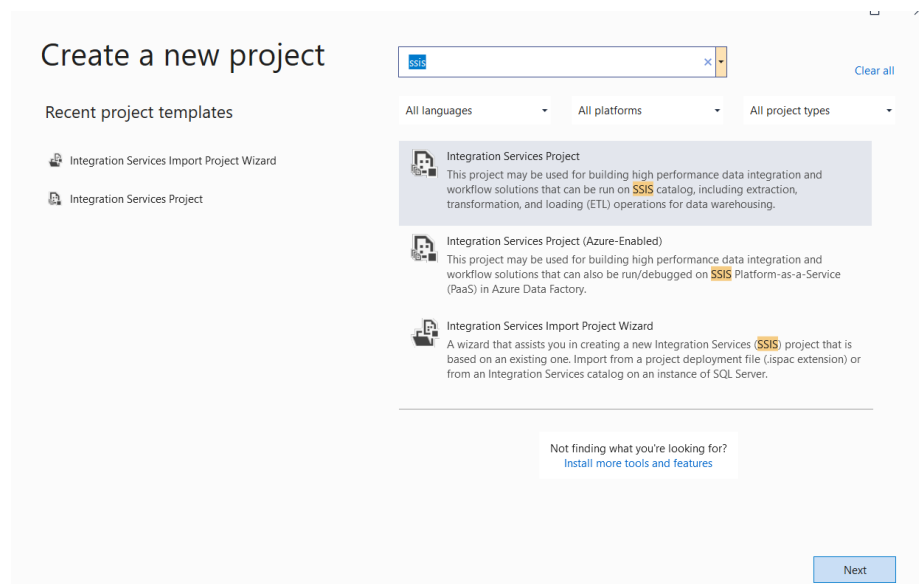 Create a new project
ssis
Clear all
Recent project templates
All languages
All platforms
All project types
Integration Services Import Project Wizard
Integration Services Project
Integration Services Project
This project may be used for building high performance data integration and
workflow solutions that can be run on SSIS catalog, including extraction,
transformation, and loading (ETL) operations for data warehousing.
Integration Services Project (Azure-Enabled)
This project may be used for building high performance data integration and
workflow solutions that can also be run/debugged on SSIS Platform-as-a-Service
(PaaS) in Azure Data Factory.
Integration Services Import Project Wizard
A wizard that assists you in creating a new Integration Services (SSIS) project that is
based on an existing one. Import from a project deployment file (.ispac extension) or
from an Integration Services catalog on an instance of SQL Server.
Not finding what you're looking for?
Install more tools and features
Next